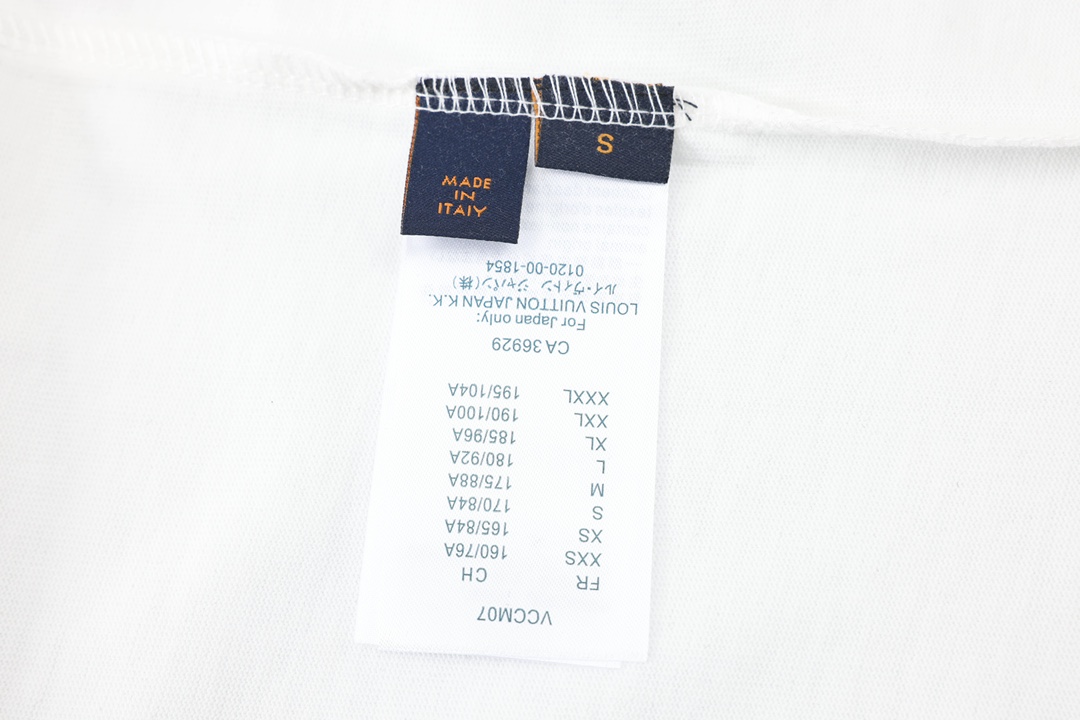 MADE
IN
ITAIY
S
VCCM07
FR CH
XXS 160/76A
XS 165/84A
S 170/84A
M 175/88A
L 180/92A
XL 185/96A
XXL 190/100A
XXXL 195/104A
CA 36929
For Japan only:
LOUIS VUITTON JAPAN K.K.
ルイ・ヴィトン ジャパン(株)
0120-00-1854